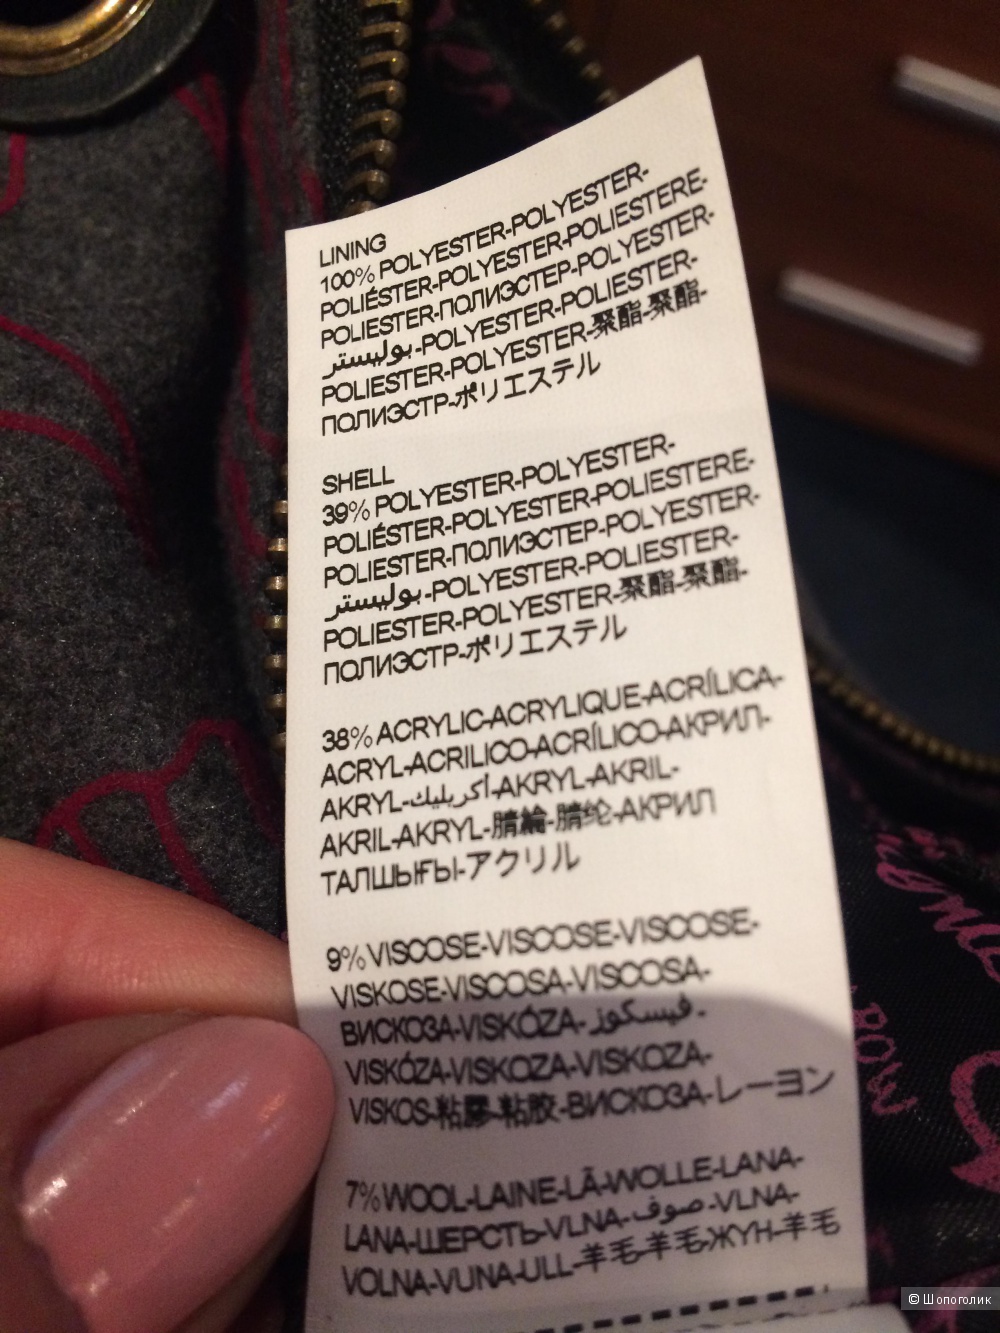 LINING
100% POLYESTER-POLYESTER-
POLIÉSTER-POLYESTER-POLIESTERE-
POLIESTER-ПОЛИЭСТЕР-POLYESTER-
بوليستر-POLYESTER-POLIESTER-
POLIESTER-POLYESTER-聚酯-聚酯-
ПОЛИЭСТР-ポリエステル
SHELL
39% POLYESTER-POLYESTER-
POLIÉSTER-POLYESTER-POLIESTERE-
POLIESTER-ПОЛИЭСТЕР-POLYESTER-
بوليستر-POLYESTER-POLIESTER-
POLIESTER-POLYESTER-聚酯-聚酯-
ПОЛИЭСТР-ポリエステル
38% ACRYLIC-ACRYLIQUE-ACRÍLICA-
ACRYL-ACRILICO-ACRÍLICO-АКРИЛ-
AKRYL-أكريليك-AKRYL-AKRIL-
AKRIL-AKRYL-腈綸-腈纶-АКРИЛ
ТАЛШЫҒЫ-アクリル
9% VISCOSE-VISCOSE-VISCOSE-
VISKOSE-VISCOSA-VISCOSA-
ВИСКОЗА-VISKÓZA-فيسكوز-
VISKÓZA-VISKOZA-VISKOZA-
VISKOS-粘膠-粘胶-ВИСКОЗА-レーヨン
7% WOOL-LAINE-LÃ-WOLLE-LANA-
LANA-ШЕРСТЬ-VLNA-صوف-VLNA-
VOLNA-VUNA-ULL-羊毛-羊毛-ЖҮН-羊毛
© Шопоголик